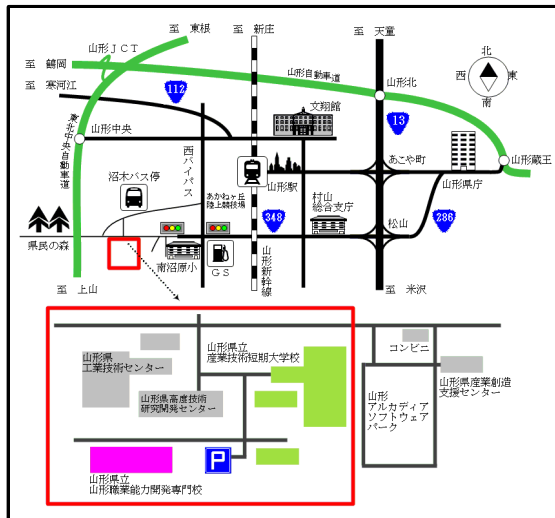 至 東根
至 新庄
至 天童
山形JCT
至 鶴岡
至 寒河江
山形自動車道
山形北
北
西 東
南
112
13
文翔館
東北中央自動車道
山形中央
西バイパス
山形駅
あこや町
山形県庁
山形蔵王
沼木バス停
あかねヶ丘
陸上競技場
村山
総合支庁
348
286
松山
県民の森
南沼原小
GS
山形新幹線
至 上山
至 米沢
山形県
工業技術センター
山形県立
産業技術短期大学校
コンビニ
山形県産業創造
支援センター
山形県高度技術
研究開発センター
山形
アルカディア
ソフトウェア
パーク
P
山形県立
山形職業能力開発専門校